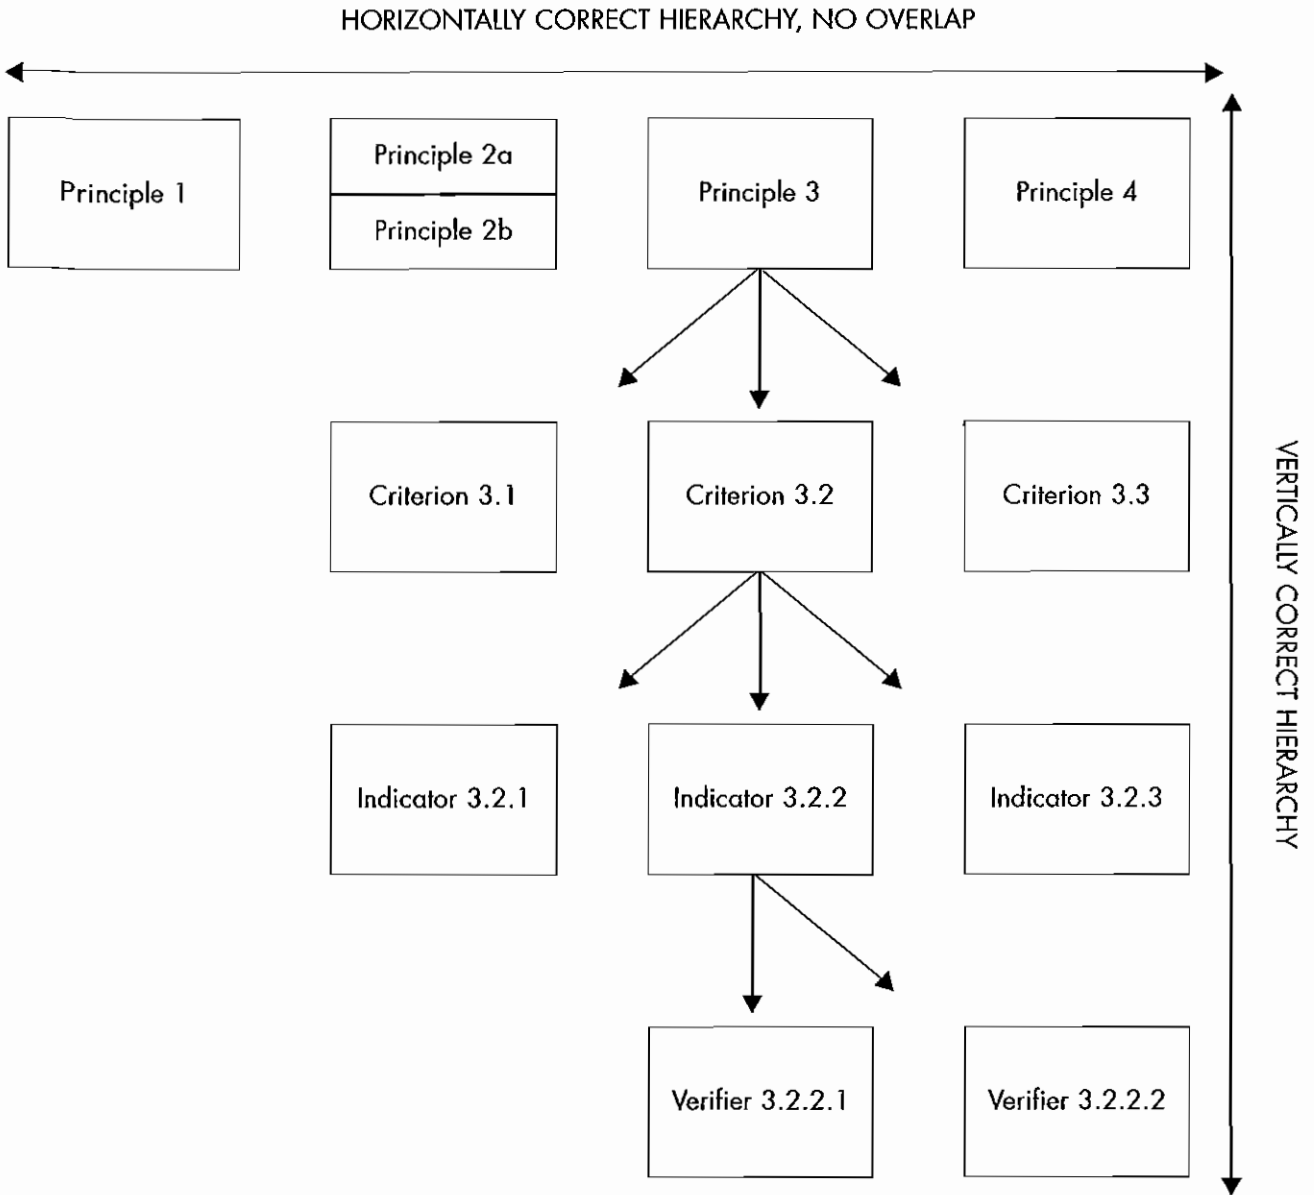 HORIZONTALLY CORRECT HIERARCHY, NO OVERLAP
Principle 1
Principle 2a
Principle 2b
Principle 3
Principle 4
Criterion 3.1
Criterion 3.2
Criterion 3.3
Indicator 3.2.1
Indicator 3.2.2
Indicator 3.2.3
Verifier 3.2.2.1
Verifier 3.2.2.2
VERTICALLY CORRECT HIERARCHY